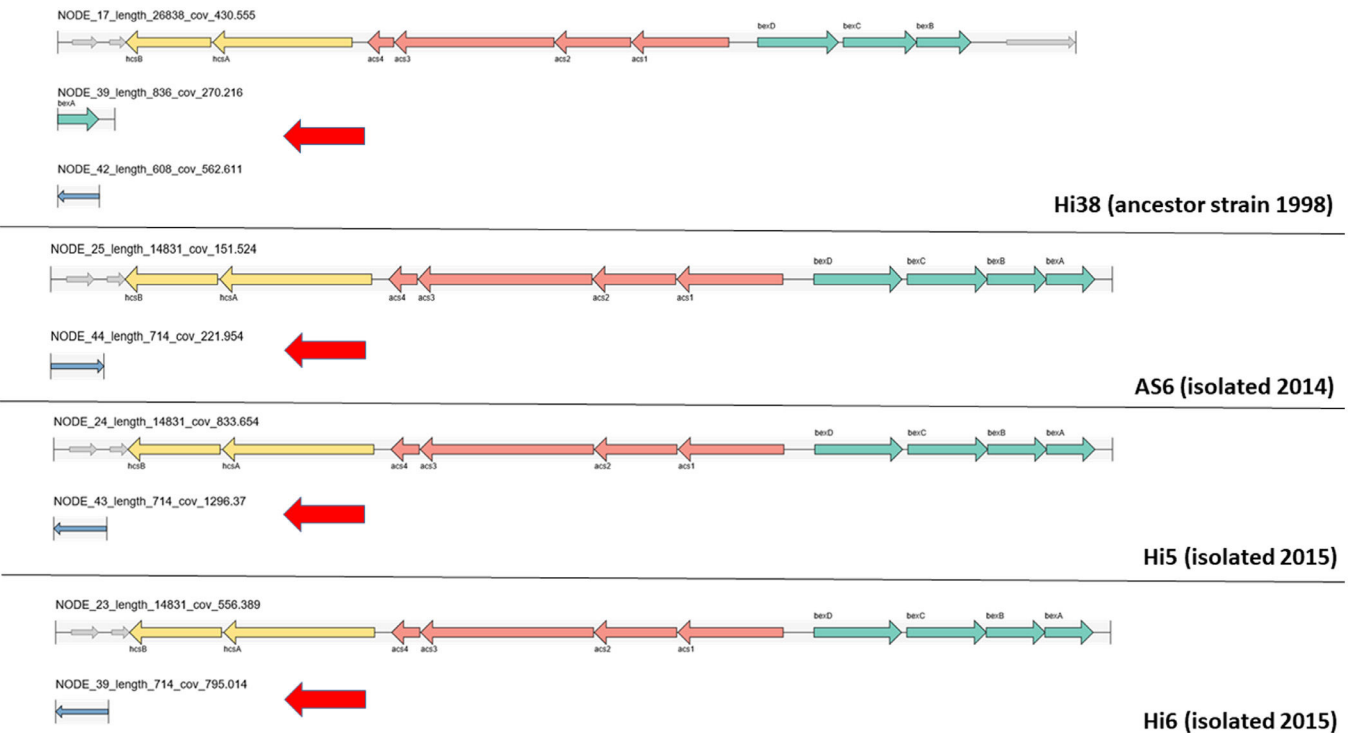 NODE_17_length_26838_cov_430.555
bexD bexC bexB
hcsB hcsA acs4 acs3 acs2 acs1
NODE_39_length_836_cov_270.216
bexA
NODE_42_length_608_cov_562.611
Hi38 (ancestor strain 1998)
NODE_25_length_14831_cov_151.524
bexD bexC bexB bexA
hcsB hcsA acs4 acs3 acs2 acs1
NODE_44_length_714_cov_221.954
AS6 (isolated 2014)
NODE_24_length_14831_cov_833.654
bexD bexC bexB bexA
hcsB hcsA acs4 acs3 acs2 acs1
NODE_43_length_714_cov_1296.37
Hi5 (isolated 2015)
NODE_23_length_14831_cov_556.389
bexD bexC bexB bexA
hcsB hcsA acs4 acs3 acs2 acs1
NODE_39_length_714_cov_795.014
Hi6 (isolated 2015)